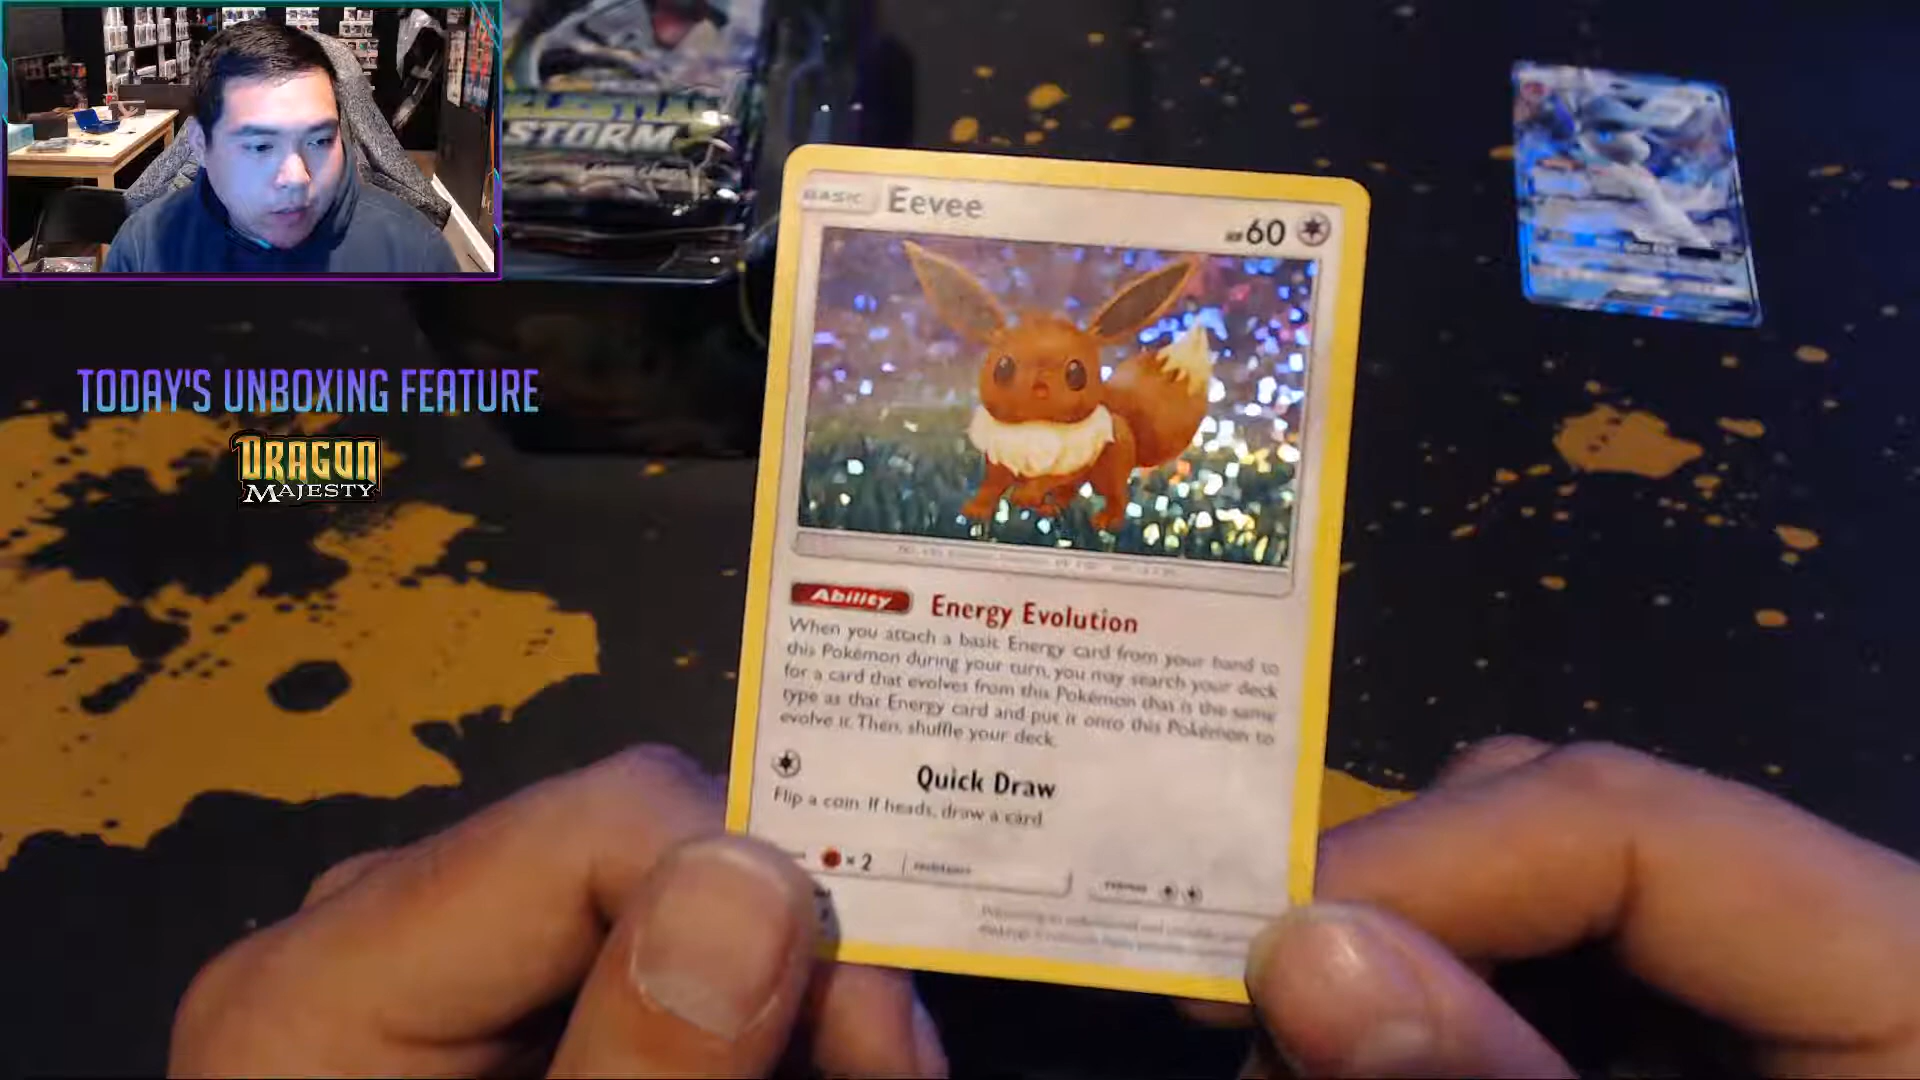 STORM
TODAY'S UNBOXING FEATURE
DRAGON
MAJESTY
BASIC Eevee
60
Ability Energy Evolution
When you attach a basic Energy card from your hand to
this Pokémon during your turn, you may search your deck
for a card that evolves from this Pokémon that is the same
type as that Energy card and put it onto this Pokémon to
evolve it. Then, shuffle your deck.
Quick Draw
Flip a coin. If heads, draw a card.
× 2 resistance